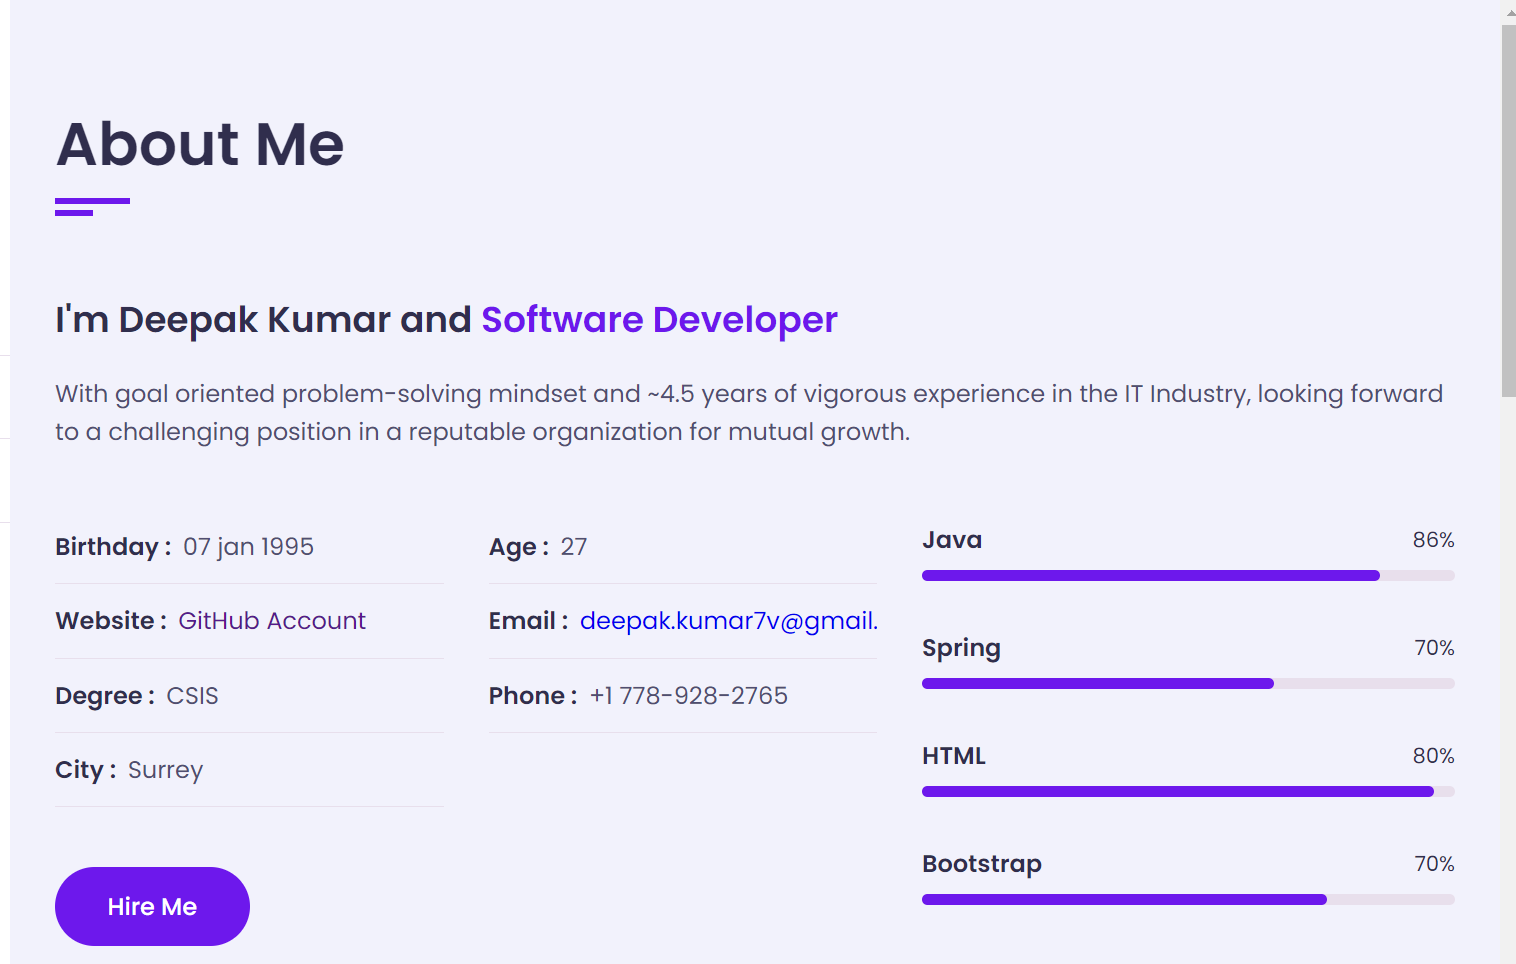 About Me
I'm Deepak Kumar and Software Developer
With goal oriented problem-solving mindset and ~4.5 years of vigorous experience in the IT Industry, looking forward
to a challenging position in a reputable organization for mutual growth.
Birthday : 07 jan 1995
Age : 27
Website : GitHub Account
Email : deepak.kumar7v@gmail.
Degree : CSIS
Phone : +1 778-928-2765
City : Surrey
Hire Me
Java 86%
Spring 70%
HTML 80%
Bootstrap 70%